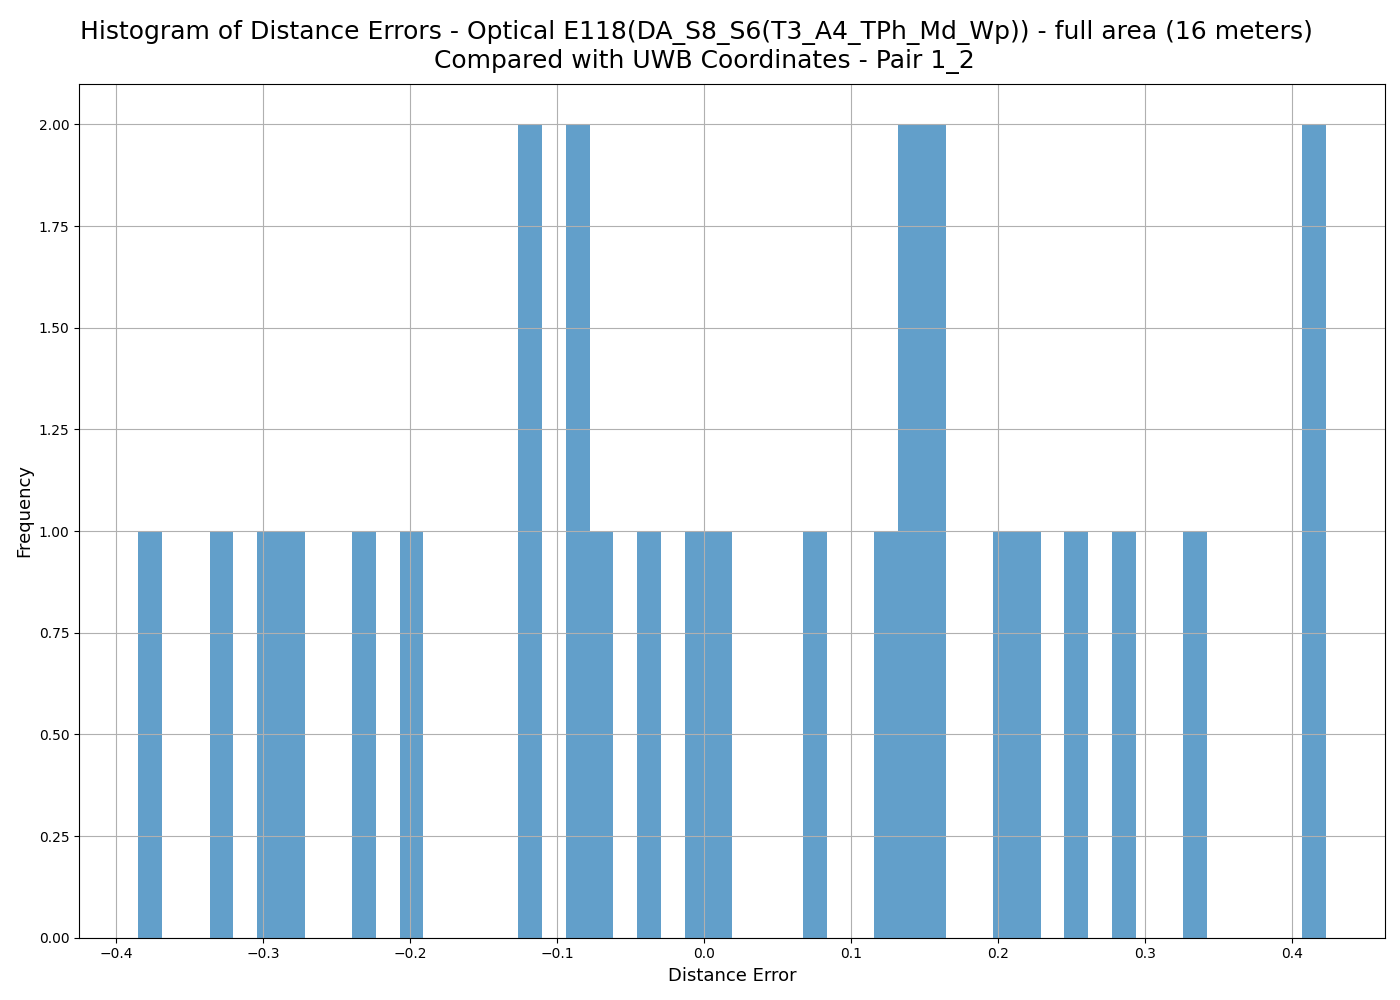 Histogram of Distance Errors - Optical E118(DA_S8_S6(T3_A4_TPh_Md_Wp)) - full area (16 meters)
Compared with UWB Coordinates - Pair 1_2
2.00
1.75
1.50
1.25
1.00
0.75
0.50
0.25
0.00
Frequency
−0.4 −0.3 −0.2 −0.1 0.0 0.1 0.2 0.3 0.4
Distance Error